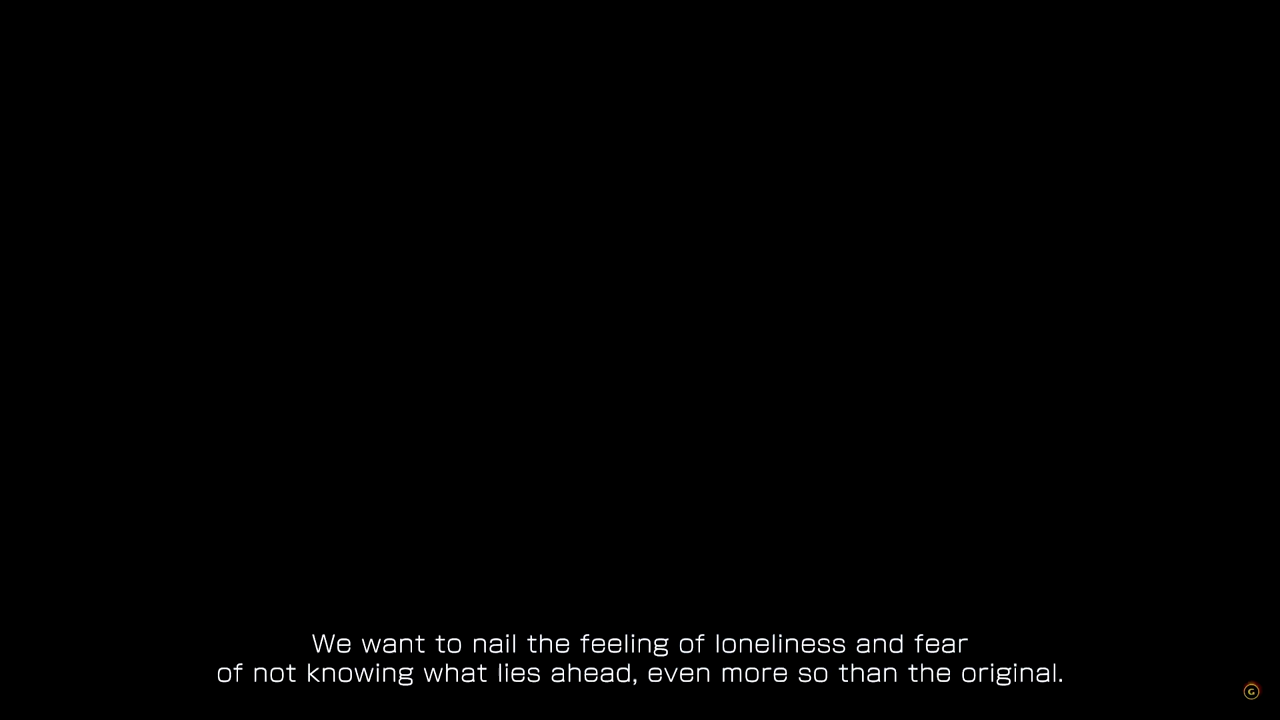 We want to nail the feeling of loneliness and fear
of not knowing what lies ahead, even more so than the original.
G